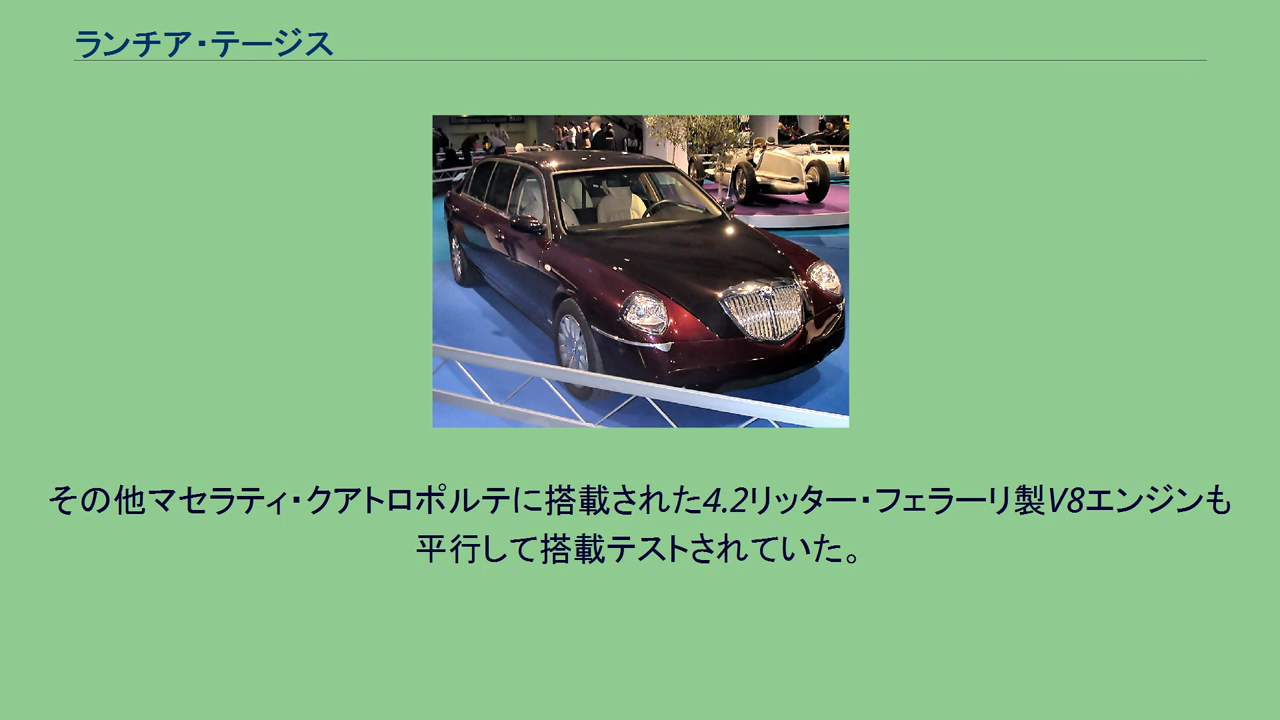 ランチア・テージス
その他マセラティ・クアトロポルテに搭載された4.2リッター・フェラーリ製V8エンジンも
平行して搭載テストされていた。